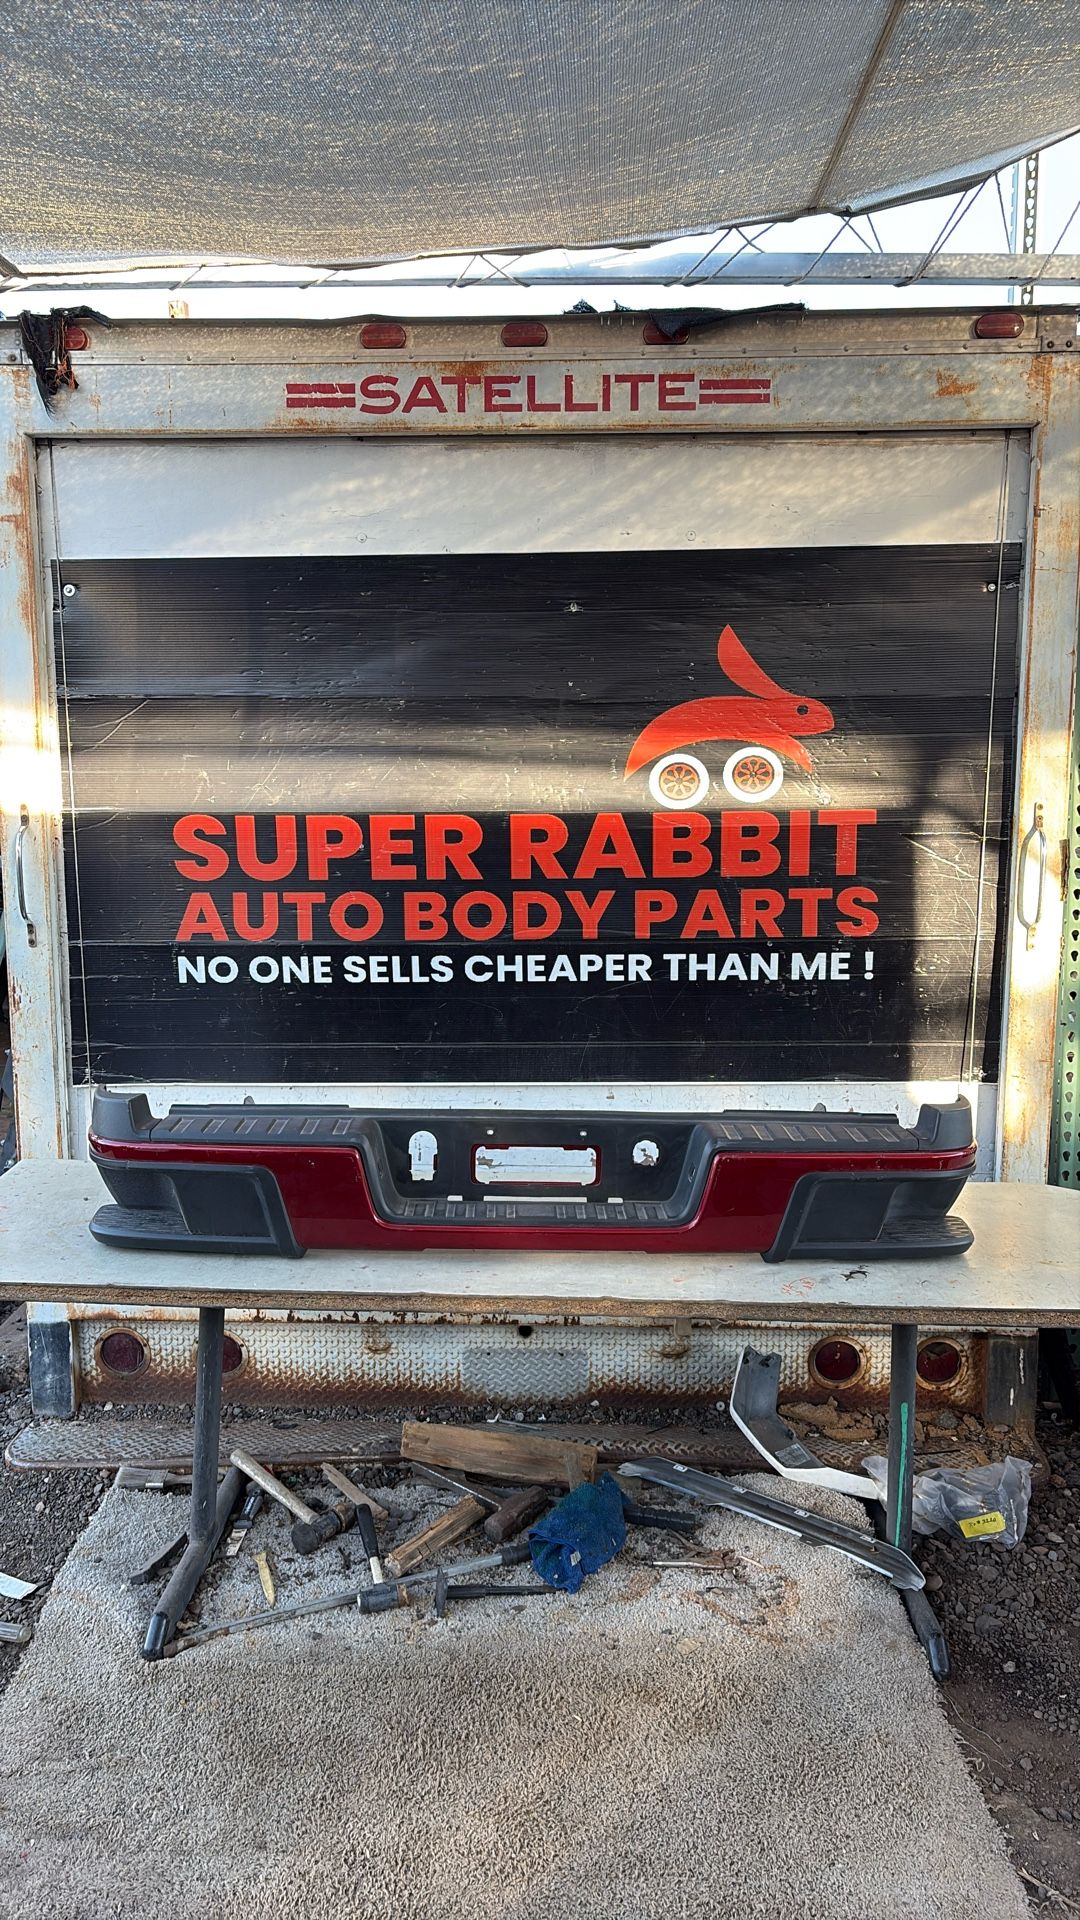 SATELLITE
SUPER RABBIT
AUTO BODY PARTS
NO ONE SELLS CHEAPER THAN ME !